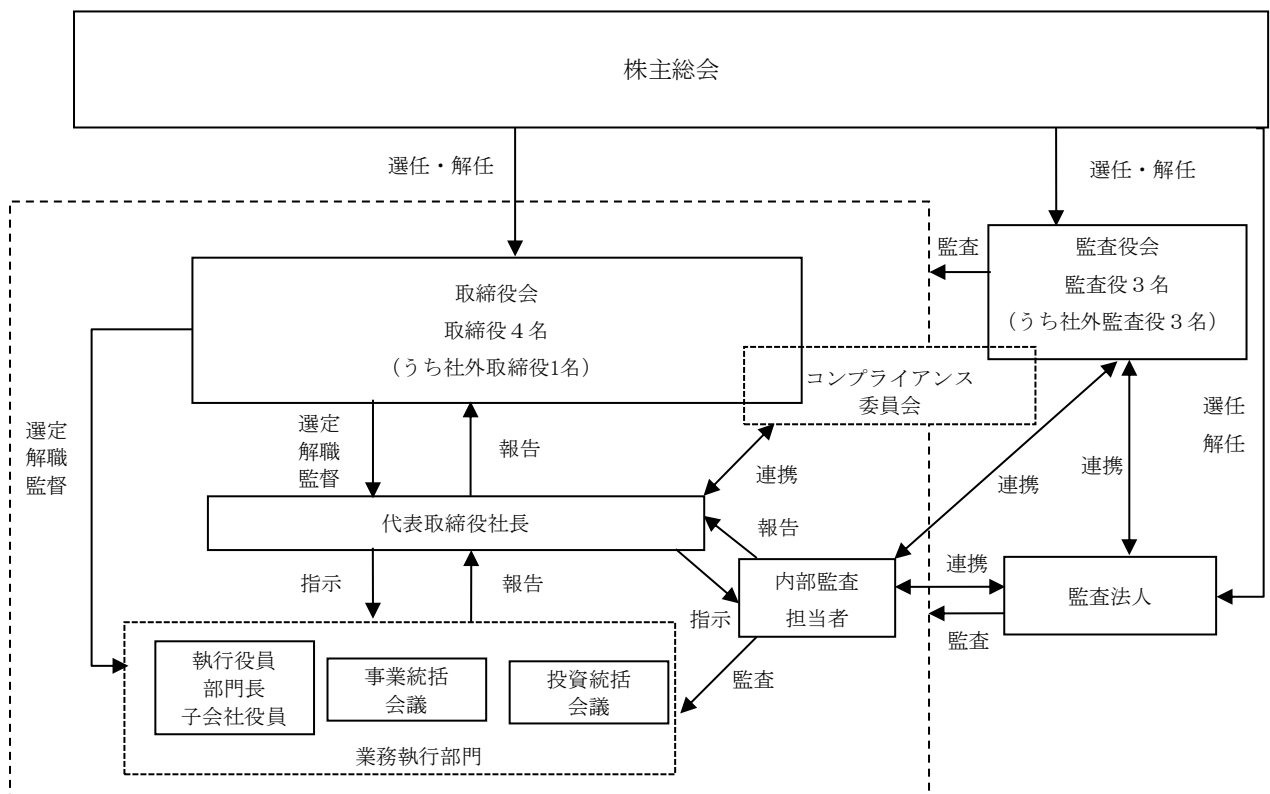 株主総会
選任・解任
選任・解任
監査
監査役会
監査役３名
（うち社外監査役３名）
取締役会
取締役４名
（うち社外取締役1名）
コンプライアンス
委員会
選任
解任
選定
解職
監督
選定
解職
監督
報告
連携
連携
連携
代表取締役社長
報告
指示
報告
指示
内部監査
担当者
連携
監査
監査法人
執行役員
部門長
子会社役員
事業統括
会議
投資統括
会議
監査
業務執行部門